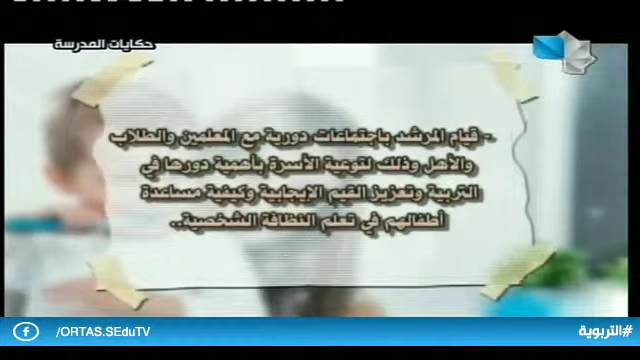 حكايات المدرسة
- قيام المرشد باجتماعات دورية مع المعلمين والطلاب
والأهل وذلك لتوعية الأسرة بأهمية دورها في
التربية وتعزيز القيم الايجابية وكيفية مساعدة
أطفالهم في تعلم النظافة الشخصية..
/ORTAS.SEduTV
#التربوية